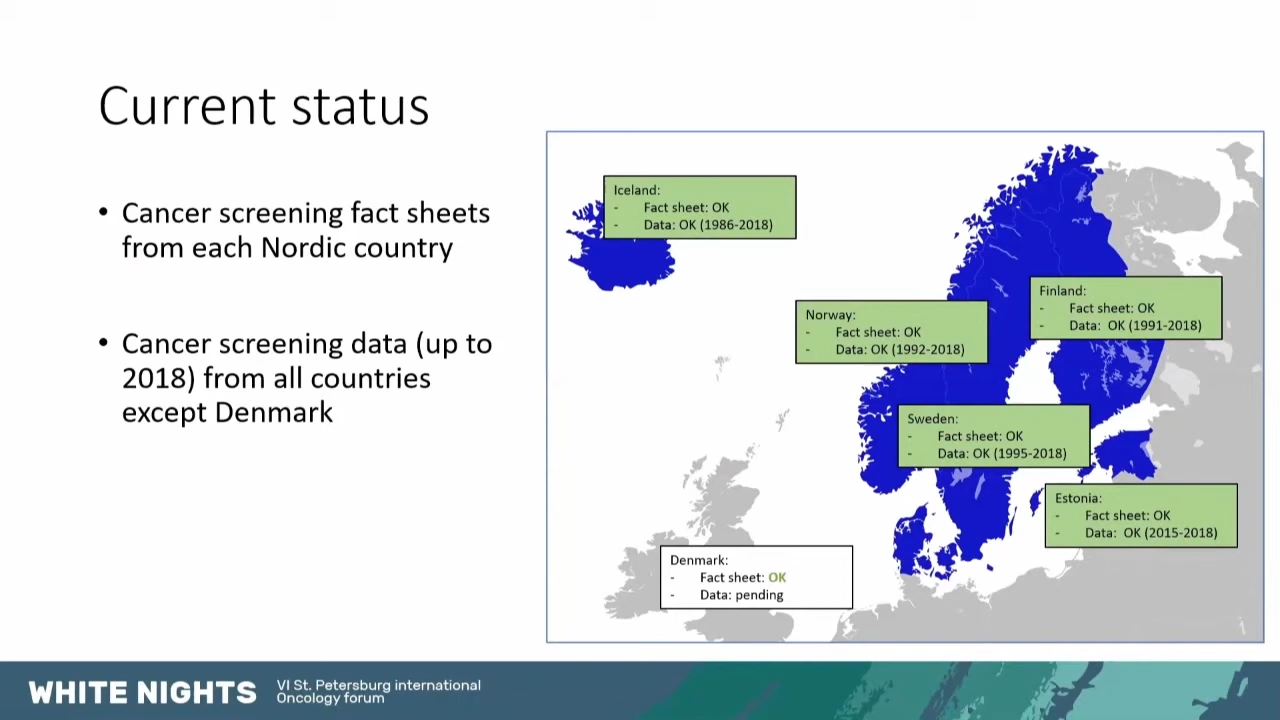 Current status
• Cancer screening fact sheets
from each Nordic country
• Cancer screening data (up to
2018) from all countries
except Denmark
Iceland:
- Fact sheet: OK
- Data: OK (1986-2018)
Norway:
- Fact sheet: OK
- Data: OK (1992-2018)
Finland:
- Fact sheet: OK
- Data: OK (1991-2018)
Sweden:
- Fact sheet: OK
- Data: OK (1995-2018)
Estonia:
- Fact sheet: OK
- Data: OK (2015-2018)
Denmark:
- Fact sheet: OK
- Data: pending
WHITE NIGHTS
VI St. Petersburg international
Oncology forum